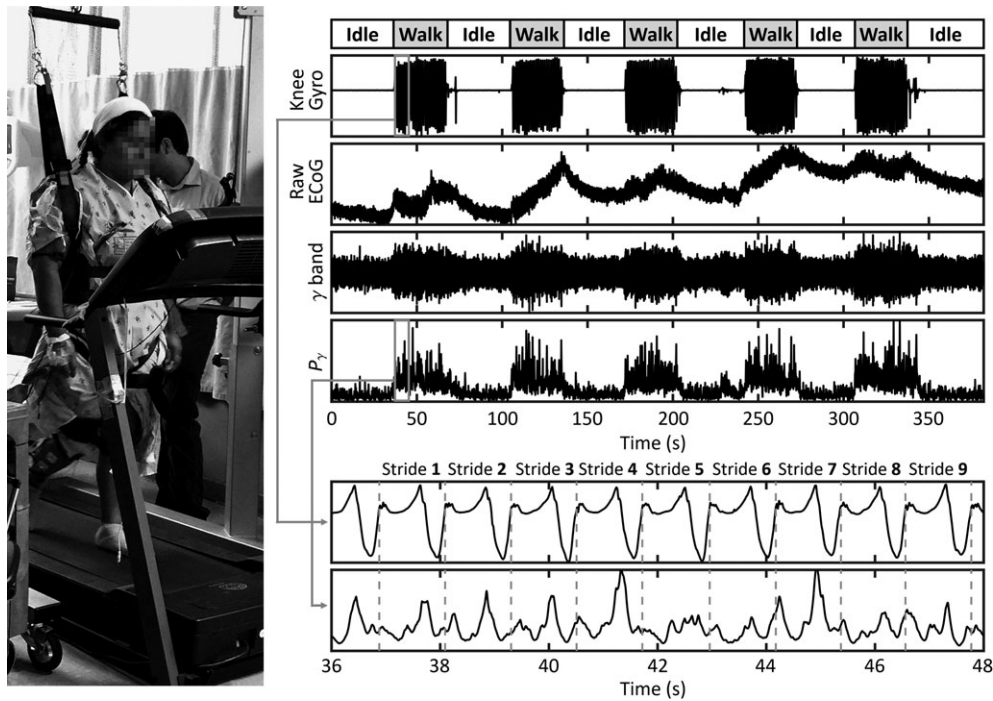 Idle Walk Idle Walk Idle Walk Idle Walk Idle Walk Idle
Knee
Gyro
Raw
ECoG
γ band
Pγ
0 50 100 150 200 250 300 350
Time (s)
Stride 1 Stride 2 Stride 3 Stride 4 Stride 5 Stride 6 Stride 7 Stride 8 Stride 9
36 38 40 42 44 46 48
Time (s)